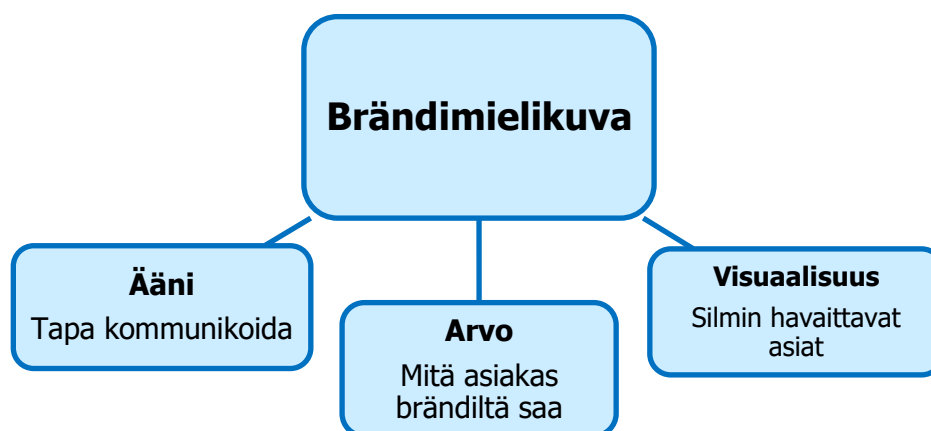 Brändimielikuva
Ääni
Tapa kommunikoida
Arvo
Mitä asiakas
brändiltä saa
Visuaalisuus
Silmin havaittavat
asiat